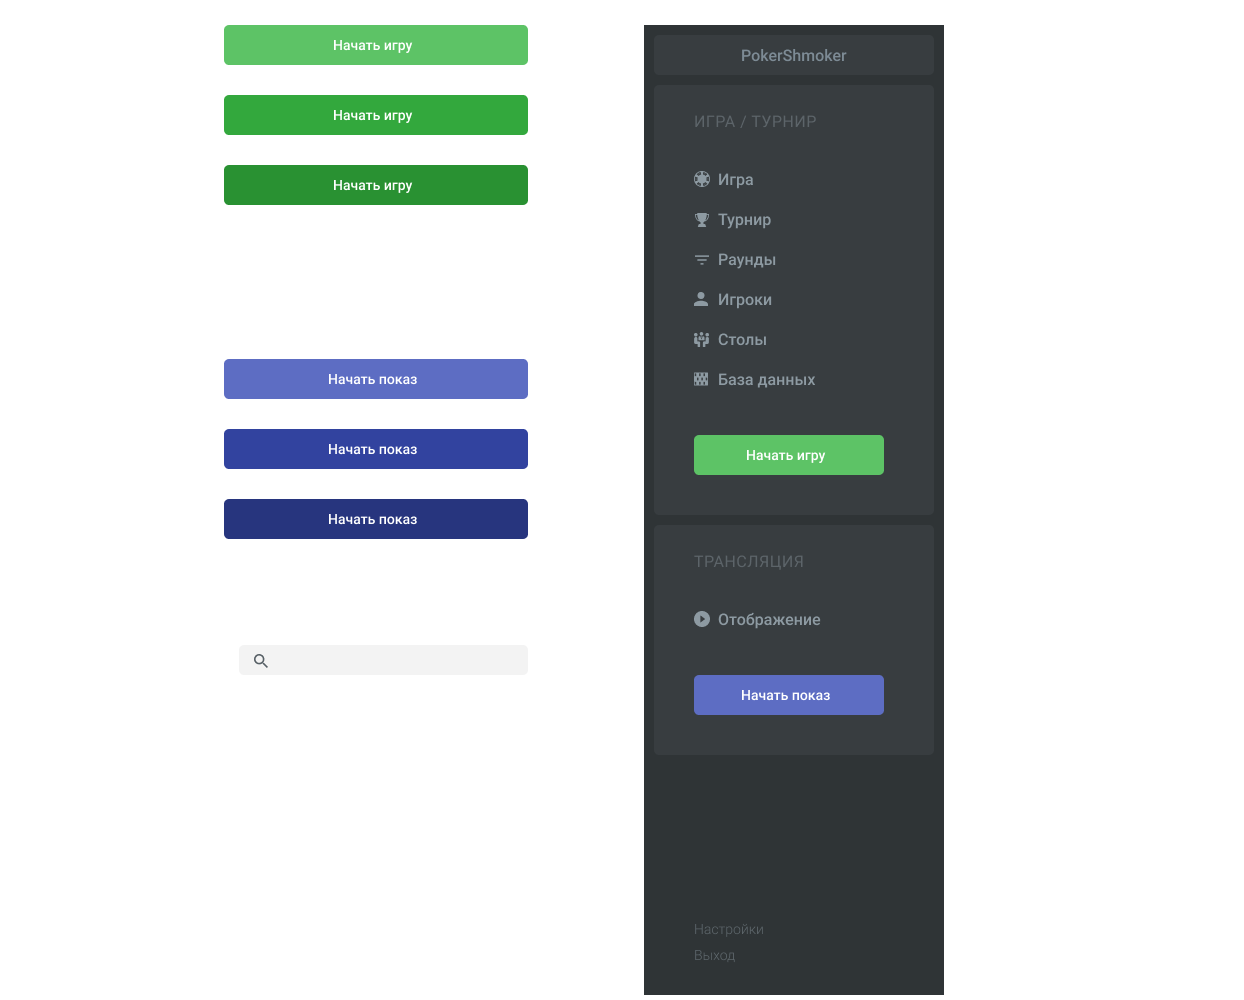 Начать игру
Начать игру
Начать игру
Начать показ
Начать показ
Начать показ
PokerShmoker
ИГРА / ТУРНИР
Игра
Турнир
Раунды
Игроки
Столы
База данных
Начать игру
ТРАНСЛЯЦИЯ
Отображение
Начать показ
Настройки
Выход